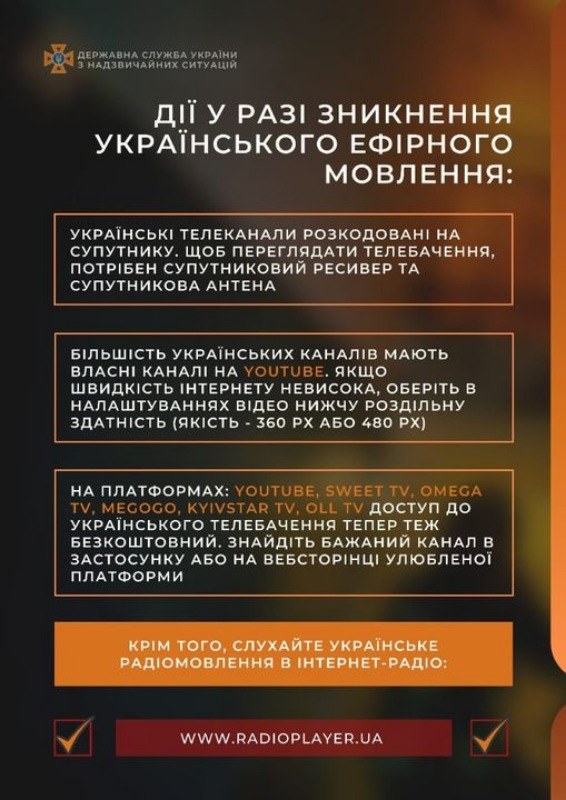 ДЕРЖАВНА СЛУЖБА УКРАЇНИ
З НАДЗВИЧАЙНИХ СИТУАЦІЙ
ДІЇ У РАЗІ ЗНИКНЕННЯ
УКРАЇНСЬКОГО ЕФІРНОГО
МОВЛЕННЯ:
УКРАЇНСЬКІ ТЕЛЕКАНАЛИ РОЗКОДОВАНІ НА
СУПУТНИКУ. ЩОБ ПЕРЕГЛЯДАТИ ТЕЛЕБАЧЕННЯ,
ПОТРІБЕН СУПУТНИКОВИЙ РЕСИВЕР ТА
СУПУТНИКОВА АНТЕНА
БІЛЬШІСТЬ УКРАЇНСЬКИХ КАНАЛІВ МАЮТЬ
ВЛАСНІ КАНАЛІ НА YOUTUBE. ЯКЩО
ШВИДКІСТЬ ІНТЕРНЕТУ НЕВИСОКА, ОБЕРІТЬ В
НАЛАШТУВАННЯХ ВІДЕО НИЖЧУ РОЗДІЛЬНУ
ЗДАТНІСТЬ (ЯКІСТЬ - 360 PX АБО 480 PX)
НА ПЛАТФОРМАХ: YOUTUBE, SWEET TV, OMEGA
TV, MEGOGO, KYIVSTAR TV, OLL TV ДОСТУП ДО
УКРАЇНСЬКОГО ТЕЛЕБАЧЕННЯ ТЕПЕР ТЕЖ
БЕЗКОШТОВНИЙ. ЗНАЙДІТЬ БАЖАНИЙ КАНАЛ В
ЗАСТОСУНКУ АБО НА ВЕБСТОРІНЦІ УЛЮБЛЕНОЇ
ПЛАТФОРМИ
КРІМ ТОГО, СЛУХАЙТЕ УКРАЇНСЬКЕ
РАДІОМОВЛЕННЯ В ІНТЕРНЕТ-РАДІО:
WWW.RADIOPLAYER.UA